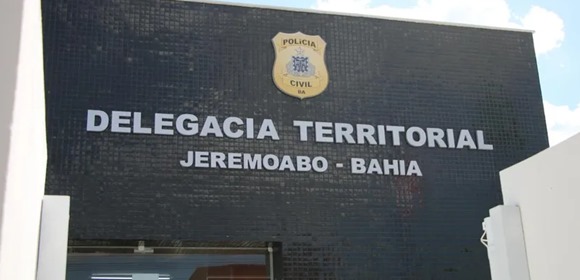 POLÍCIA
CIVIL
BA
DELEGACIA TERRITORIAL
JEREMOABO - BAHIA